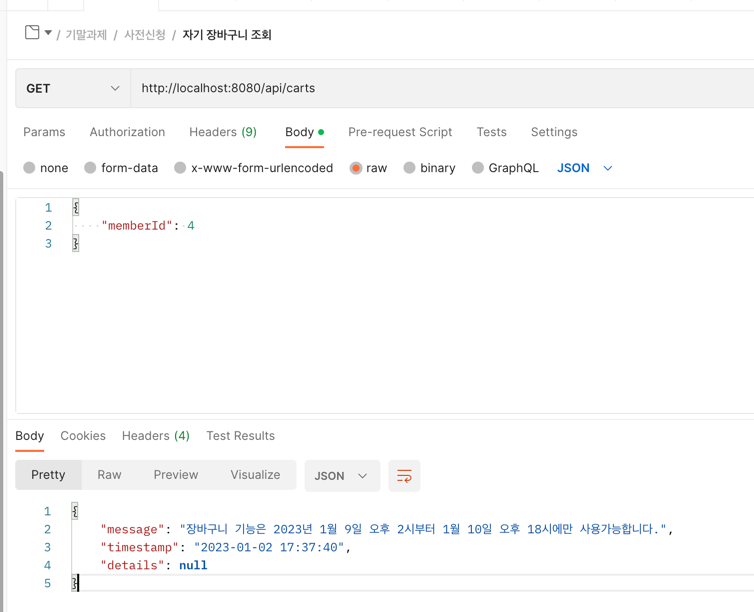 / 기말과제 / 사전신청 / 자기 장바구니 조회
GET http://localhost:8080/api/carts
Params Authorization Headers (9) Body Pre-request Script Tests Settings
none form-data x-www-form-urlencoded raw binary GraphQL JSON
1 {
2 "memberId": 4
3 }
Body Cookies Headers (4) Test Results
Pretty Raw Preview Visualize JSON
1 {
2 "message": "장바구니 기능은 2023년 1월 9일 오후 2시부터 1월 10일 오후 18시에만 사용가능합니다.",
3 "timestamp": "2023-01-02 17:37:40",
4 "details": null
5 }